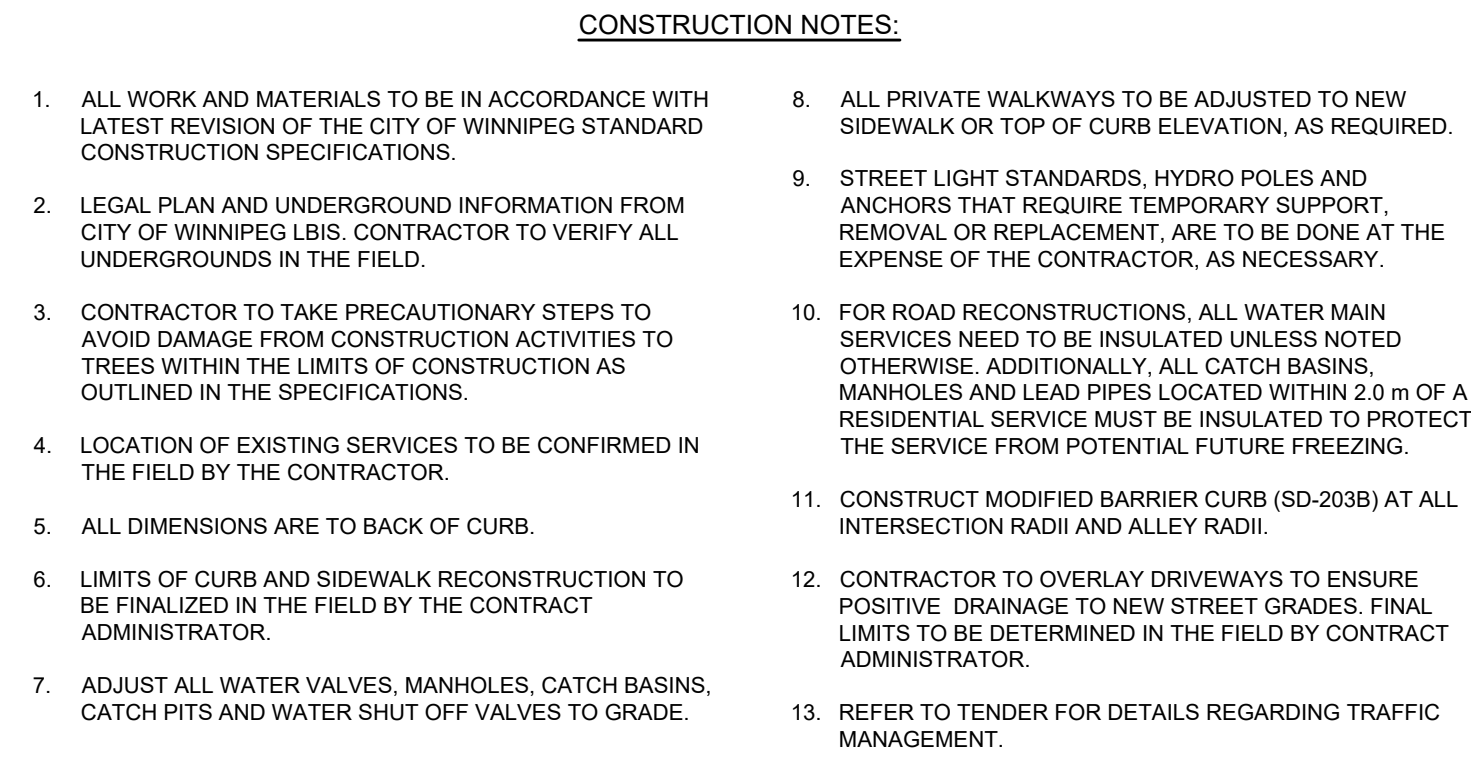 CONSTRUCTION NOTES:
1. ALL WORK AND MATERIALS TO BE IN ACCORDANCE WITH
LATEST REVISION OF THE CITY OF WINNIPEG STANDARD
CONSTRUCTION SPECIFICATIONS.
2. LEGAL PLAN AND UNDERGROUND INFORMATION FROM
CITY OF WINNIPEG LBIS. CONTRACTOR TO VERIFY ALL
UNDERGROUNDS IN THE FIELD.
3. CONTRACTOR TO TAKE PRECAUTIONARY STEPS TO
AVOID DAMAGE FROM CONSTRUCTION ACTIVITIES TO
TREES WITHIN THE LIMITS OF CONSTRUCTION AS
OUTLINED IN THE SPECIFICATIONS.
4. LOCATION OF EXISTING SERVICES TO BE CONFIRMED IN
THE FIELD BY THE CONTRACTOR.
5. ALL DIMENSIONS ARE TO BACK OF CURB.
6. LIMITS OF CURB AND SIDEWALK RECONSTRUCTION TO
BE FINALIZED IN THE FIELD BY THE CONTRACT
ADMINISTRATOR.
7. ADJUST ALL WATER VALVES, MANHOLES, CATCH BASINS,
CATCH PITS AND WATER SHUT OFF VALVES TO GRADE.
8. ALL PRIVATE WALKWAYS TO BE ADJUSTED TO NEW
SIDEWALK OR TOP OF CURB ELEVATION, AS REQUIRED.
9. STREET LIGHT STANDARDS, HYDRO POLES AND
ANCHORS THAT REQUIRE TEMPORARY SUPPORT,
REMOVAL OR REPLACEMENT, ARE TO BE DONE AT THE
EXPENSE OF THE CONTRACTOR, AS NECESSARY.
10. FOR ROAD RECONSTRUCTIONS, ALL WATER MAIN
SERVICES NEED TO BE INSULATED UNLESS NOTED
OTHERWISE. ADDITIONALLY, ALL CATCH BASINS,
MANHOLES AND LEAD PIPES LOCATED WITHIN 2.0 m OF A
RESIDENTIAL SERVICE MUST BE INSULATED TO PROTECT
THE SERVICE FROM POTENTIAL FUTURE FREEZING.
11. CONSTRUCT MODIFIED BARRIER CURB (SD-203B) AT ALL
INTERSECTION RADII AND ALLEY RADII.
12. CONTRACTOR TO OVERLAY DRIVEWAYS TO ENSURE
POSITIVE DRAINAGE TO NEW STREET GRADES. FINAL
LIMITS TO BE DETERMINED IN THE FIELD BY CONTRACT
ADMINISTRATOR.
13. REFER TO TENDER FOR DETAILS REGARDING TRAFFIC
MANAGEMENT.